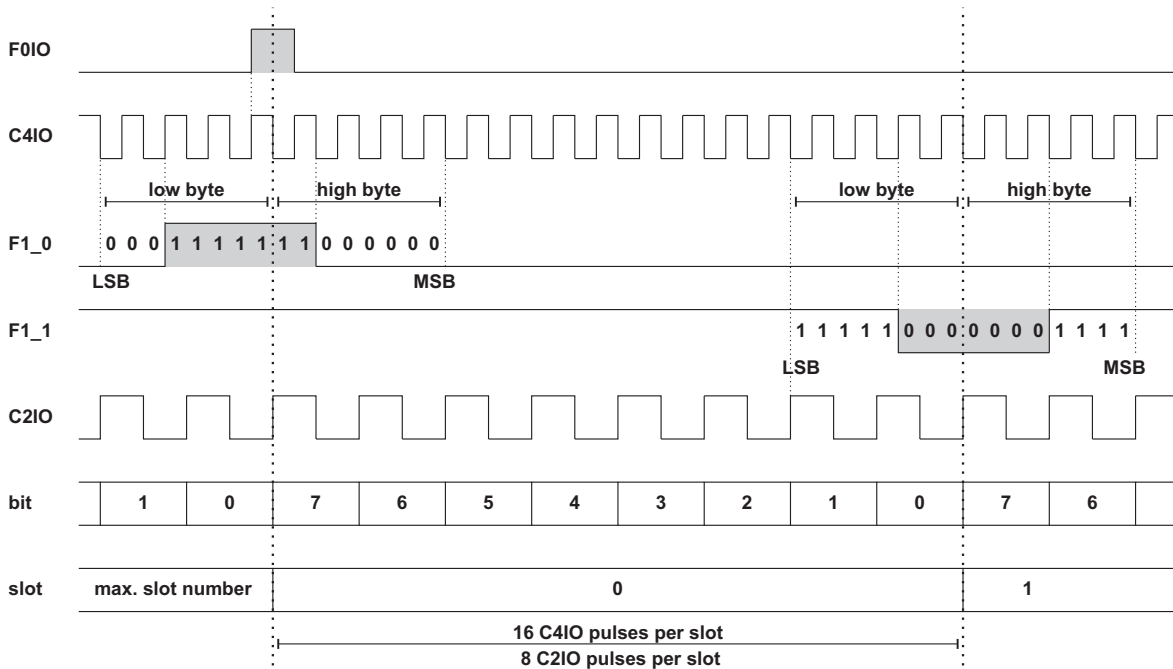 F0IO
C4IO
low byte high byte low byte high byte
F1_0 0 0 0 1 1 1 1 1 1 1 0 0 0 0 0 0
LSB MSB
F1_1 1 1 1 1 1 0 0 0 0 0 0 0 1 1 1 1
LSB MSB
C2IO
bit 1 0 7 6 5 4 3 2 1 0 7 6
slot max. slot number 0 1
16 C4IO pulses per slot
8 C2IO pulses per slot